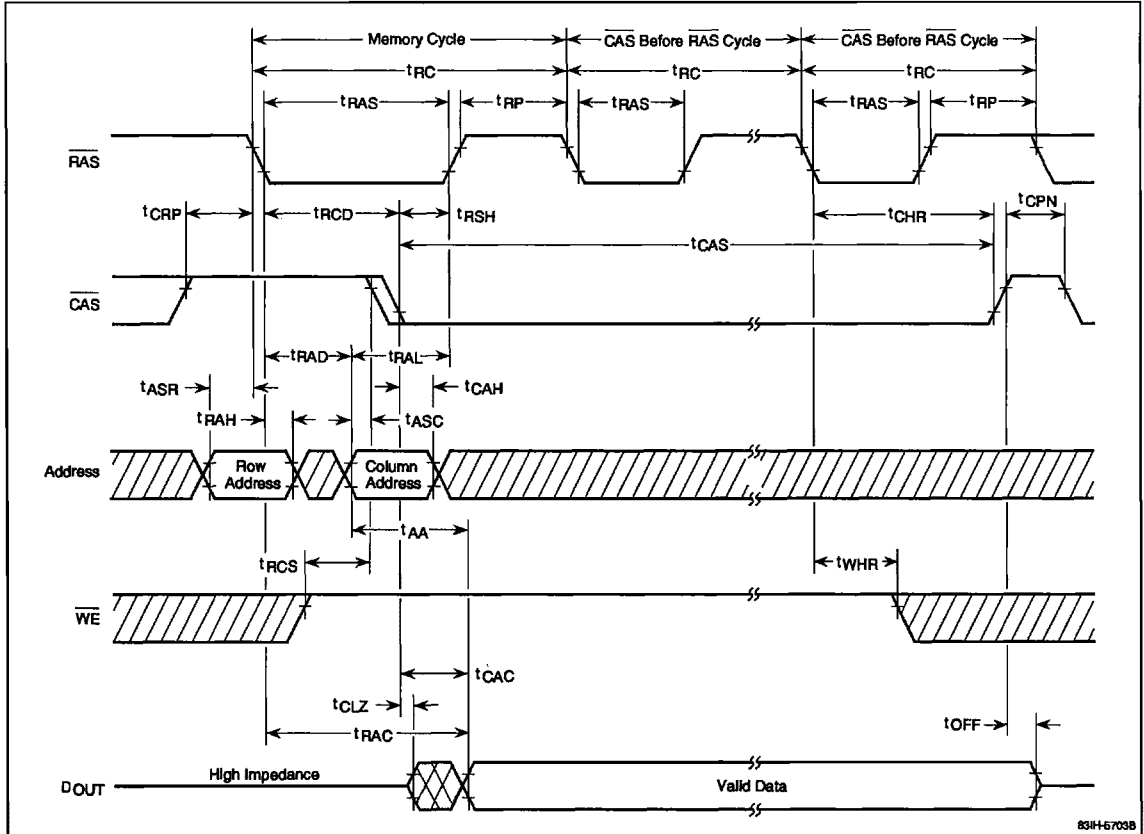 Memory Cycle CAS Before RAS Cycle CAS Before RAS Cycle
tRC tRC tRC
tRAS tRP tRAS tRAS tRP
RAS
tCRP tRCD tRSH tCHR tCPN
tCAS
CAS
tRAD tRAL
tASR tCAH
tRAH tASC
Address Row Address Column Address
tAA
tRCS tWHR
WE
tCAC
tCLZ
tRAC tOFF
DOUT High Impedance Valid Data
83IH-6703B